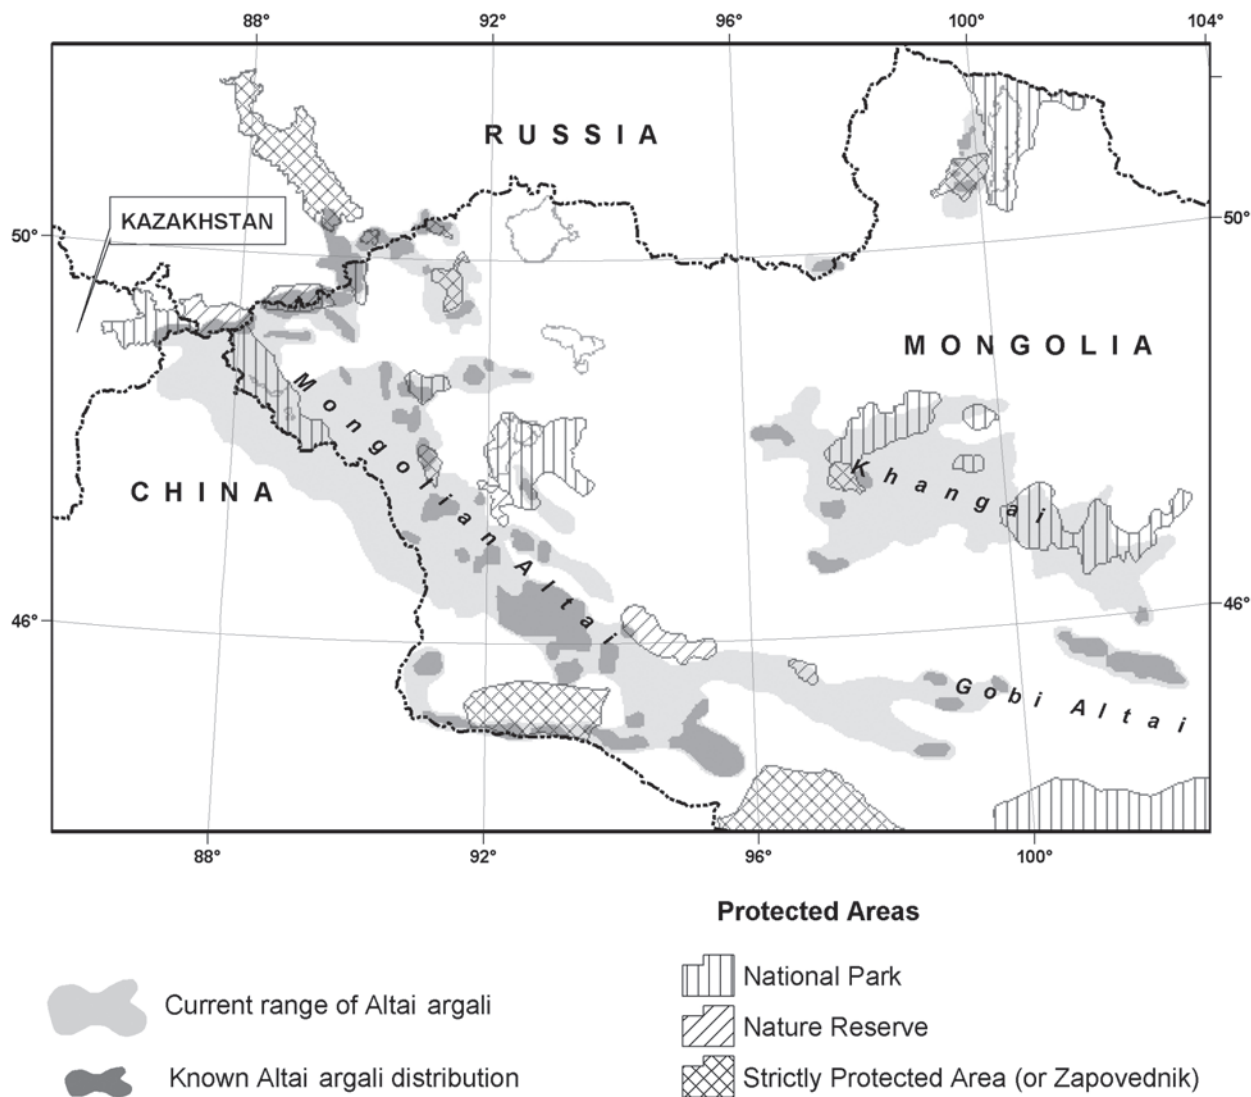 88° 92° 96° 100° 104°
RUSSIA
KAZAKHSTAN
50° 50°
MONGOLIA
Mongolian Altai
CHINA
Khangai
46° 46°
Gobi Altai
88° 92° 96° 100°
Protected Areas
National Park
Current range of Altai argali
Nature Reserve
Known Altai argali distribution
Strictly Protected Area (or Zapovednik)